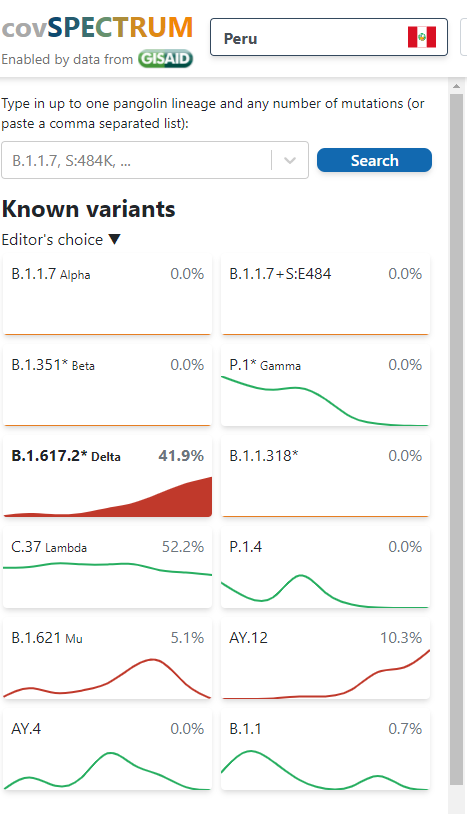 covSPECTRUM
Peru
Enabled by data from GISAID
Type in up to one pangolin lineage and any number of mutations (or
paste a comma separated list):
B.1.1.7, S:484K, ...
Search
Known variants
Editor's choice ▼
B.1.1.7 Alpha 0.0%
B.1.1.7+S:E484 0.0%
B.1.351* Beta 0.0%
P.1* Gamma 0.0%
B.1.617.2* Delta 41.9%
B.1.1.318* 0.0%
C.37 Lambda 52.2%
P.1.4 0.0%
B.1.621 Mu 5.1%
AY.12 10.3%
AY.4 0.0%
B.1.1 0.7%